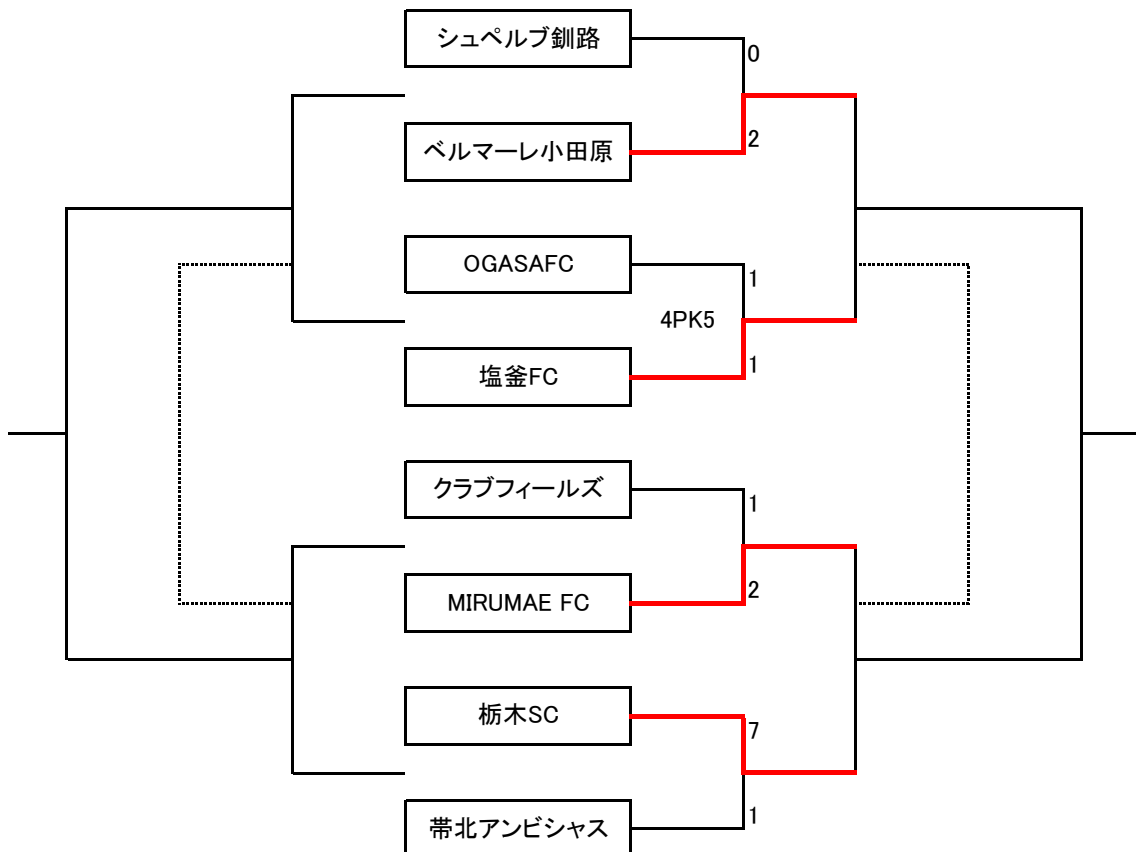 シュペルブ釧路
0
ベルマーレ小田原
2
OGASAFC
1
4PK5
塩釜FC
1
クラブフィールズ
1
MIRUMAE FC
2
栃木SC
7
帯北アンビシャス
1